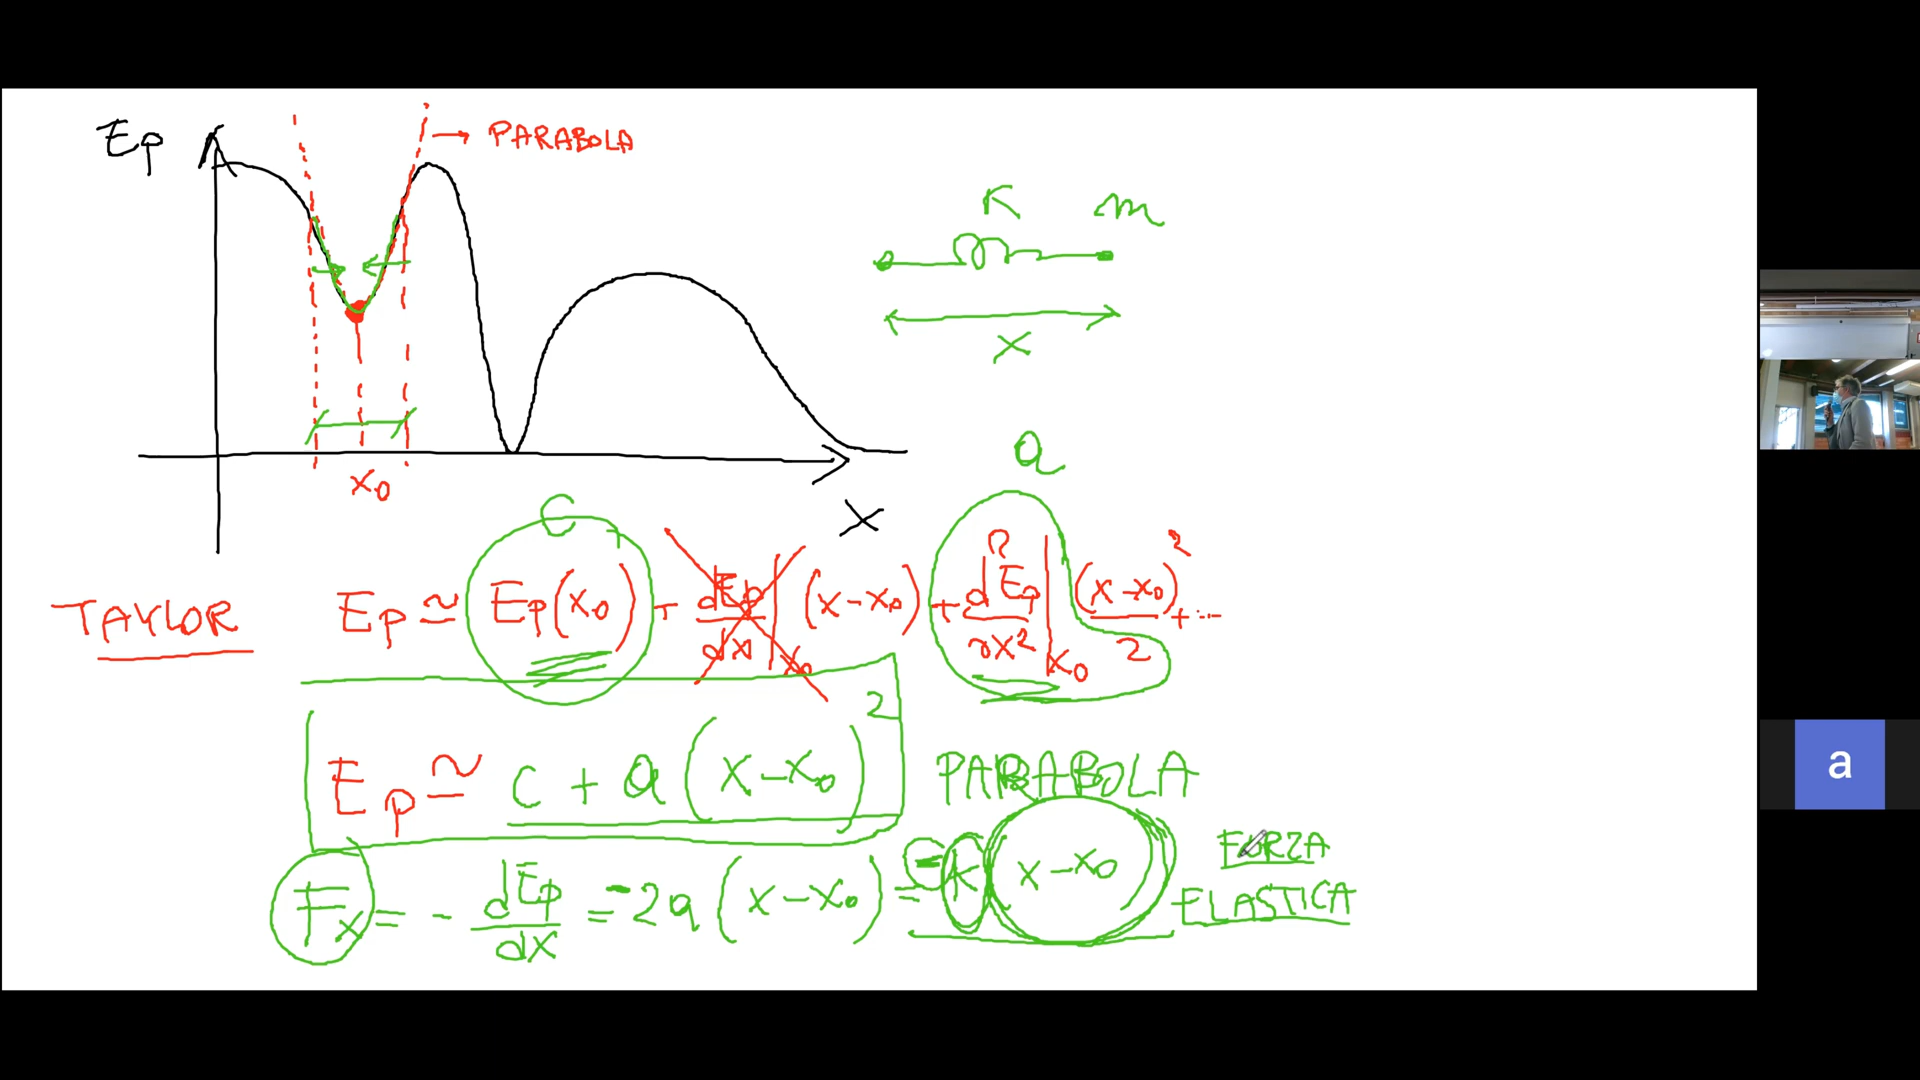 Ep
→ PARABOLA
K m
x
x₀
x
a
C
TAYLOR Ep ≃ Ep(x₀) + dEp/dx|x₀ (x-x₀) + d²Ep/dx²|x₀ (x-x₀)²/2 + ...
Ep ≃ c + a (x-x₀)² PARABOLA
Fx = - dEp/dx = -2a (x-x₀) = -K (x-x₀) FORZA
ELASTICA
a